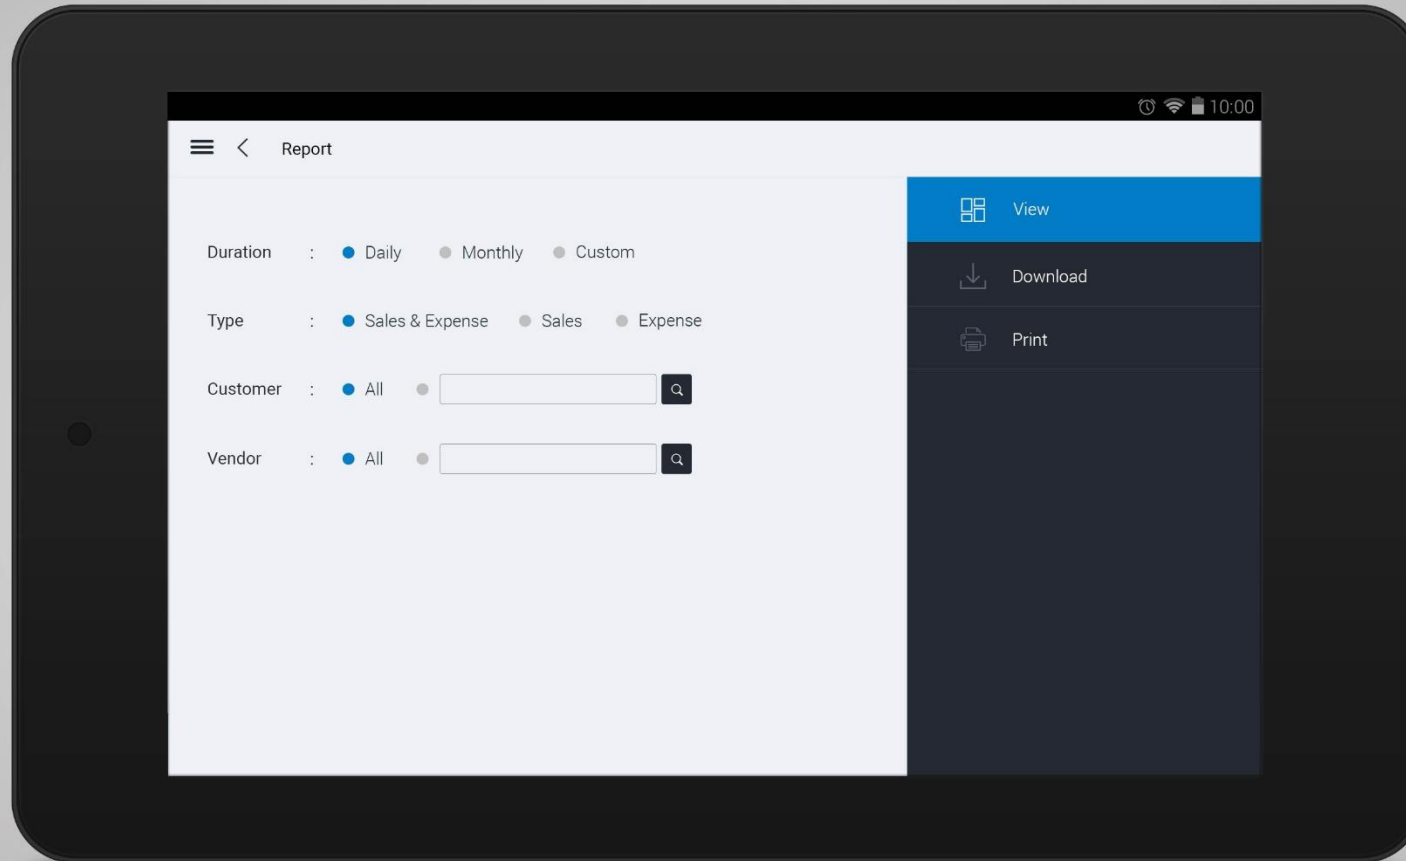 10:00
Report
View
Duration : Daily Monthly Custom
Download
Type : Sales & Expense Sales Expense
Print
Customer : All
Vendor : All